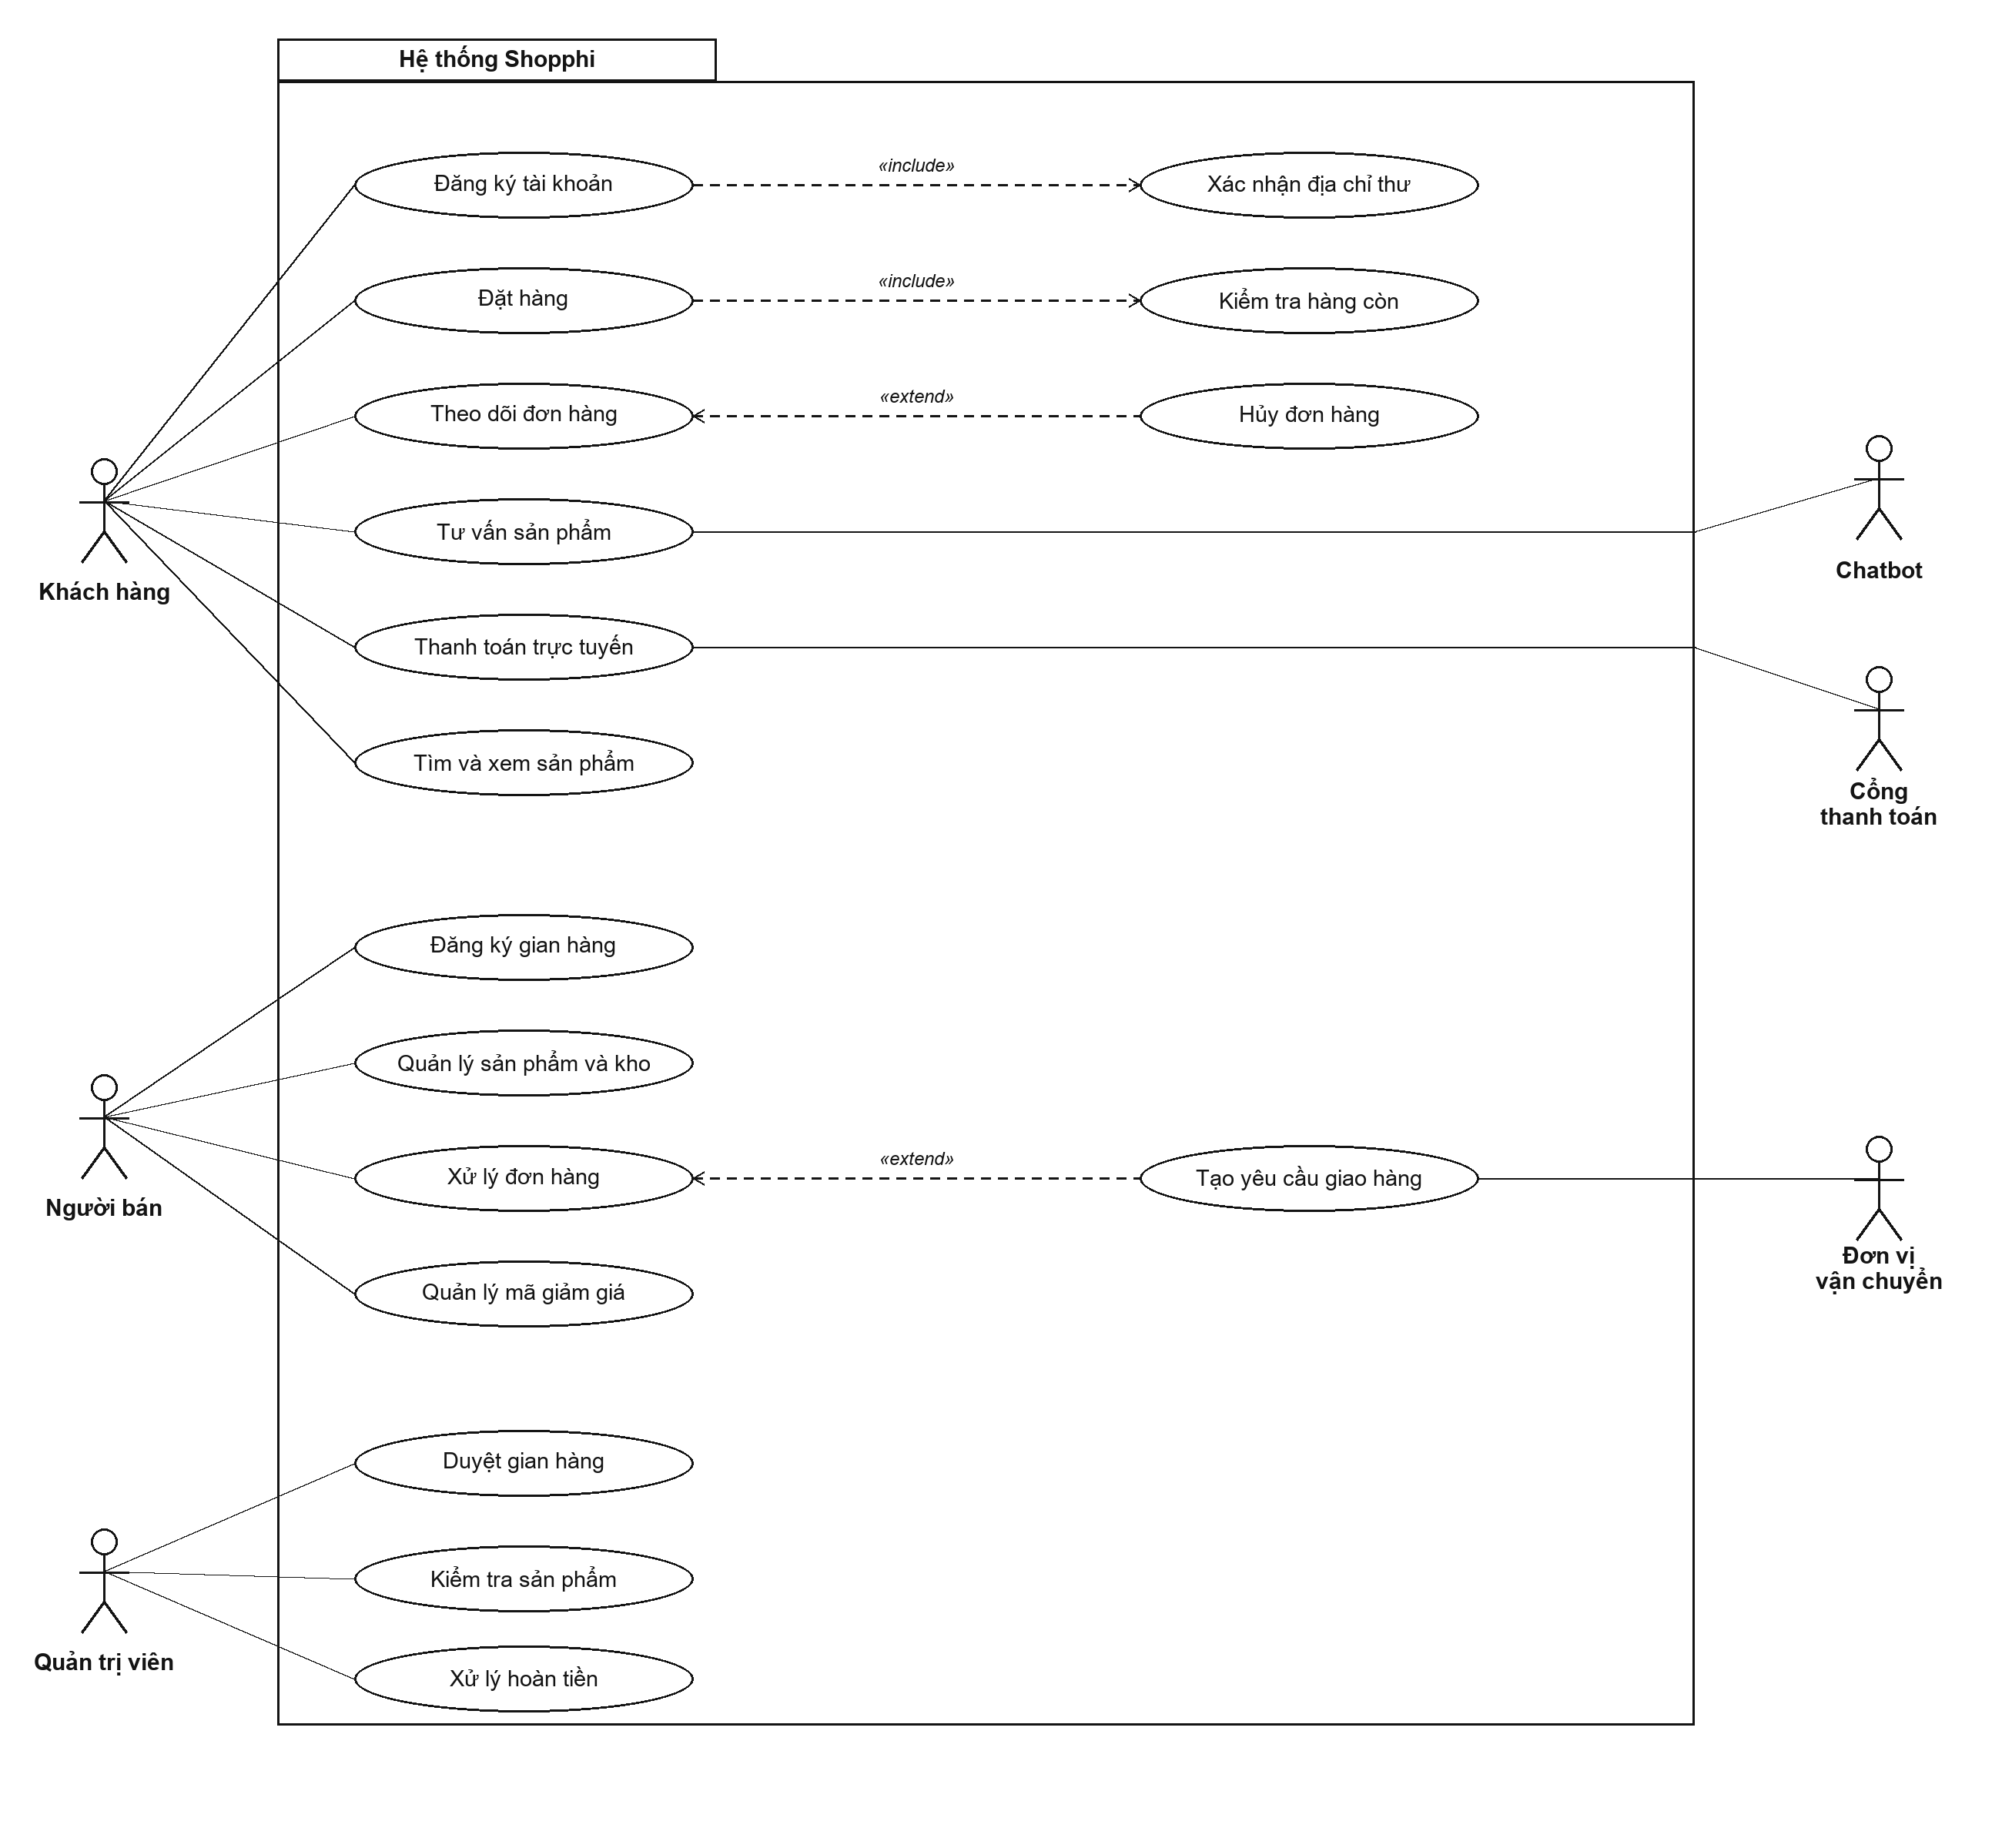 Hệ thống Shopphi
Đăng ký tài khoản
«include»
Xác nhận địa chỉ thư
Đặt hàng
«include»
Kiểm tra hàng còn
Theo dõi đơn hàng
«extend»
Hủy đơn hàng
Khách hàng
Tư vấn sản phẩm
Chatbot
Thanh toán trực tuyến
Cổng
thanh toán
Tìm và xem sản phẩm
Đăng ký gian hàng
Quản lý sản phẩm và kho
Người bán
Xử lý đơn hàng
«extend»
Tạo yêu cầu giao hàng
Đơn vị
vận chuyển
Quản lý mã giảm giá
Duyệt gian hàng
Kiểm tra sản phẩm
Quản trị viên
Xử lý hoàn tiền